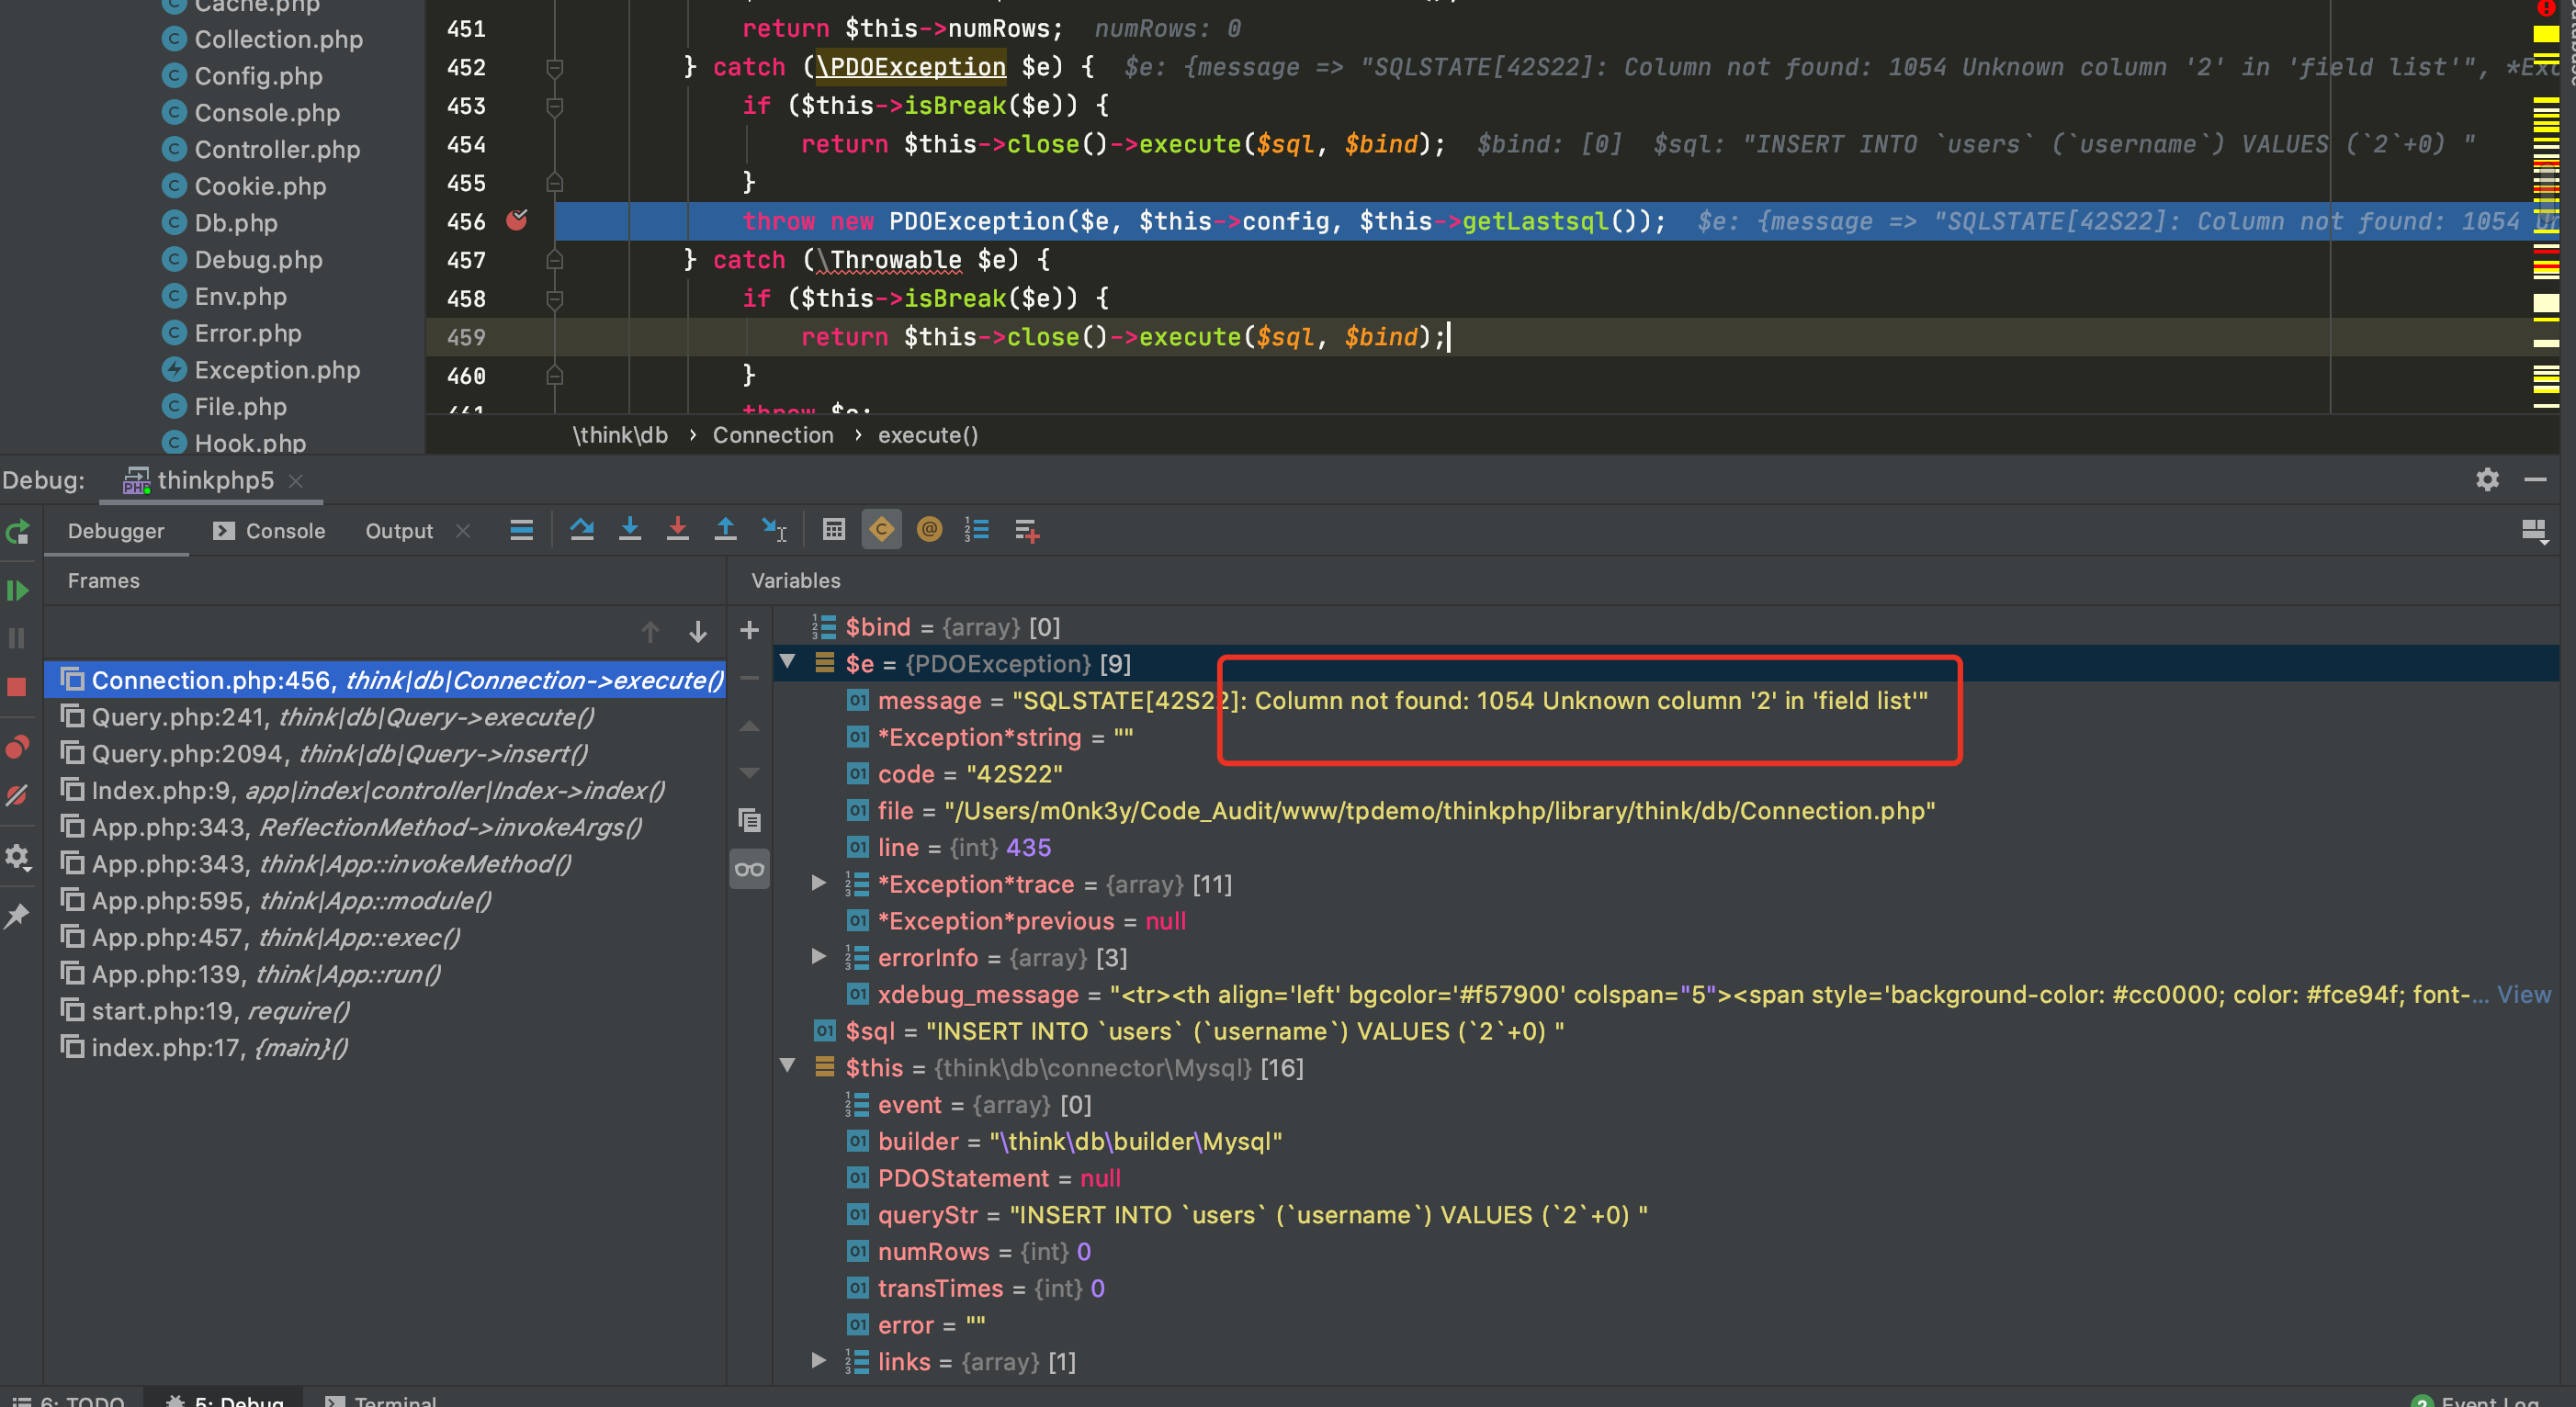 Cache.php
Collection.php
Config.php
Console.php
Controller.php
Cookie.php
Db.php
Debug.php
Env.php
Error.php
Exception.php
File.php
Hook.php
451 return $this->numRows; numRows: 0
452 } catch (\PDOException $e) { $e: {message => "SQLSTATE[42S22]: Column not found: 1054 Unknown column '2' in 'field list'", *Exc
453 if ($this->isBreak($e)) {
454 return $this->close()->execute($sql, $bind); $bind: [0] $sql: "INSERT INTO `users` (`username`) VALUES (`2`+0) "
455 }
456 throw new PDOException($e, $this->config, $this->getLastsql()); $e: {message => "SQLSTATE[42S22]: Column not found: 1054 Un
457 } catch (\Throwable $e) {
458 if ($this->isBreak($e)) {
459 return $this->close()->execute($sql, $bind);
460 }
461 throw $e;
\think\db › Connection › execute()
Debug: thinkphp5
Debugger Console Output
Frames
Connection.php:456, think|db|Connection->execute()
Query.php:241, think|db|Query->execute()
Query.php:2094, think|db|Query->insert()
Index.php:9, app|index|controller|Index->index()
App.php:343, ReflectionMethod->invokeArgs()
App.php:343, think|App::invokeMethod()
App.php:595, think|App::module()
App.php:457, think|App::exec()
App.php:139, think|App::run()
start.php:19, require()
index.php:17, {main}()
Variables
$bind = {array} [0]
$e = {PDOException} [9]
message = "SQLSTATE[42S22]: Column not found: 1054 Unknown column '2' in 'field list'"
*Exception*string = ""
code = "42S22"
file = "/Users/m0nk3y/Code_Audit/www/tpdemo/thinkphp/library/think/db/Connection.php"
line = {int} 435
*Exception*trace = {array} [11]
*Exception*previous = null
errorInfo = {array} [3]
xdebug_message = "<tr><th align='left' bgcolor='#f57900' colspan="5"><span style='background-color: #cc0000; color: #fce94f; font-... View
$sql = "INSERT INTO `users` (`username`) VALUES (`2`+0) "
$this = {think\db\connector\Mysql} [16]
event = {array} [0]
builder = "\think\db\builder\Mysql"
PDOStatement = null
queryStr = "INSERT INTO `users` (`username`) VALUES (`2`+0) "
numRows = {int} 0
transTimes = {int} 0
error = ""
links = {array} [1]
6: TODO 5: Debug Terminal
2 Event Log